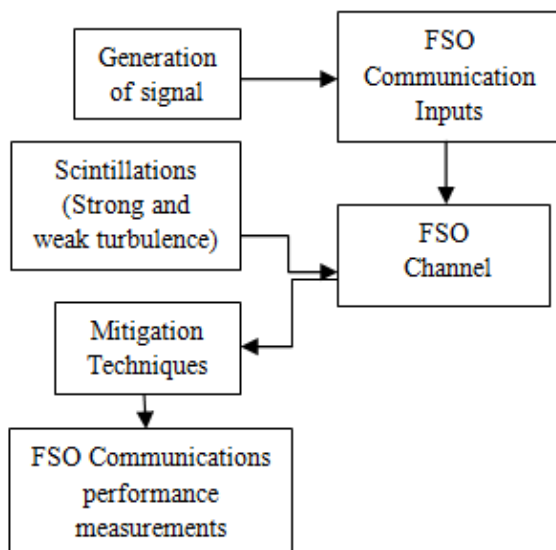 Generation
of signal
FSO
Communication
Inputs
Scintillations
(Strong and
weak turbulence)
FSO
Channel
Mitigation
Techniques
FSO Communications
performance
measurements